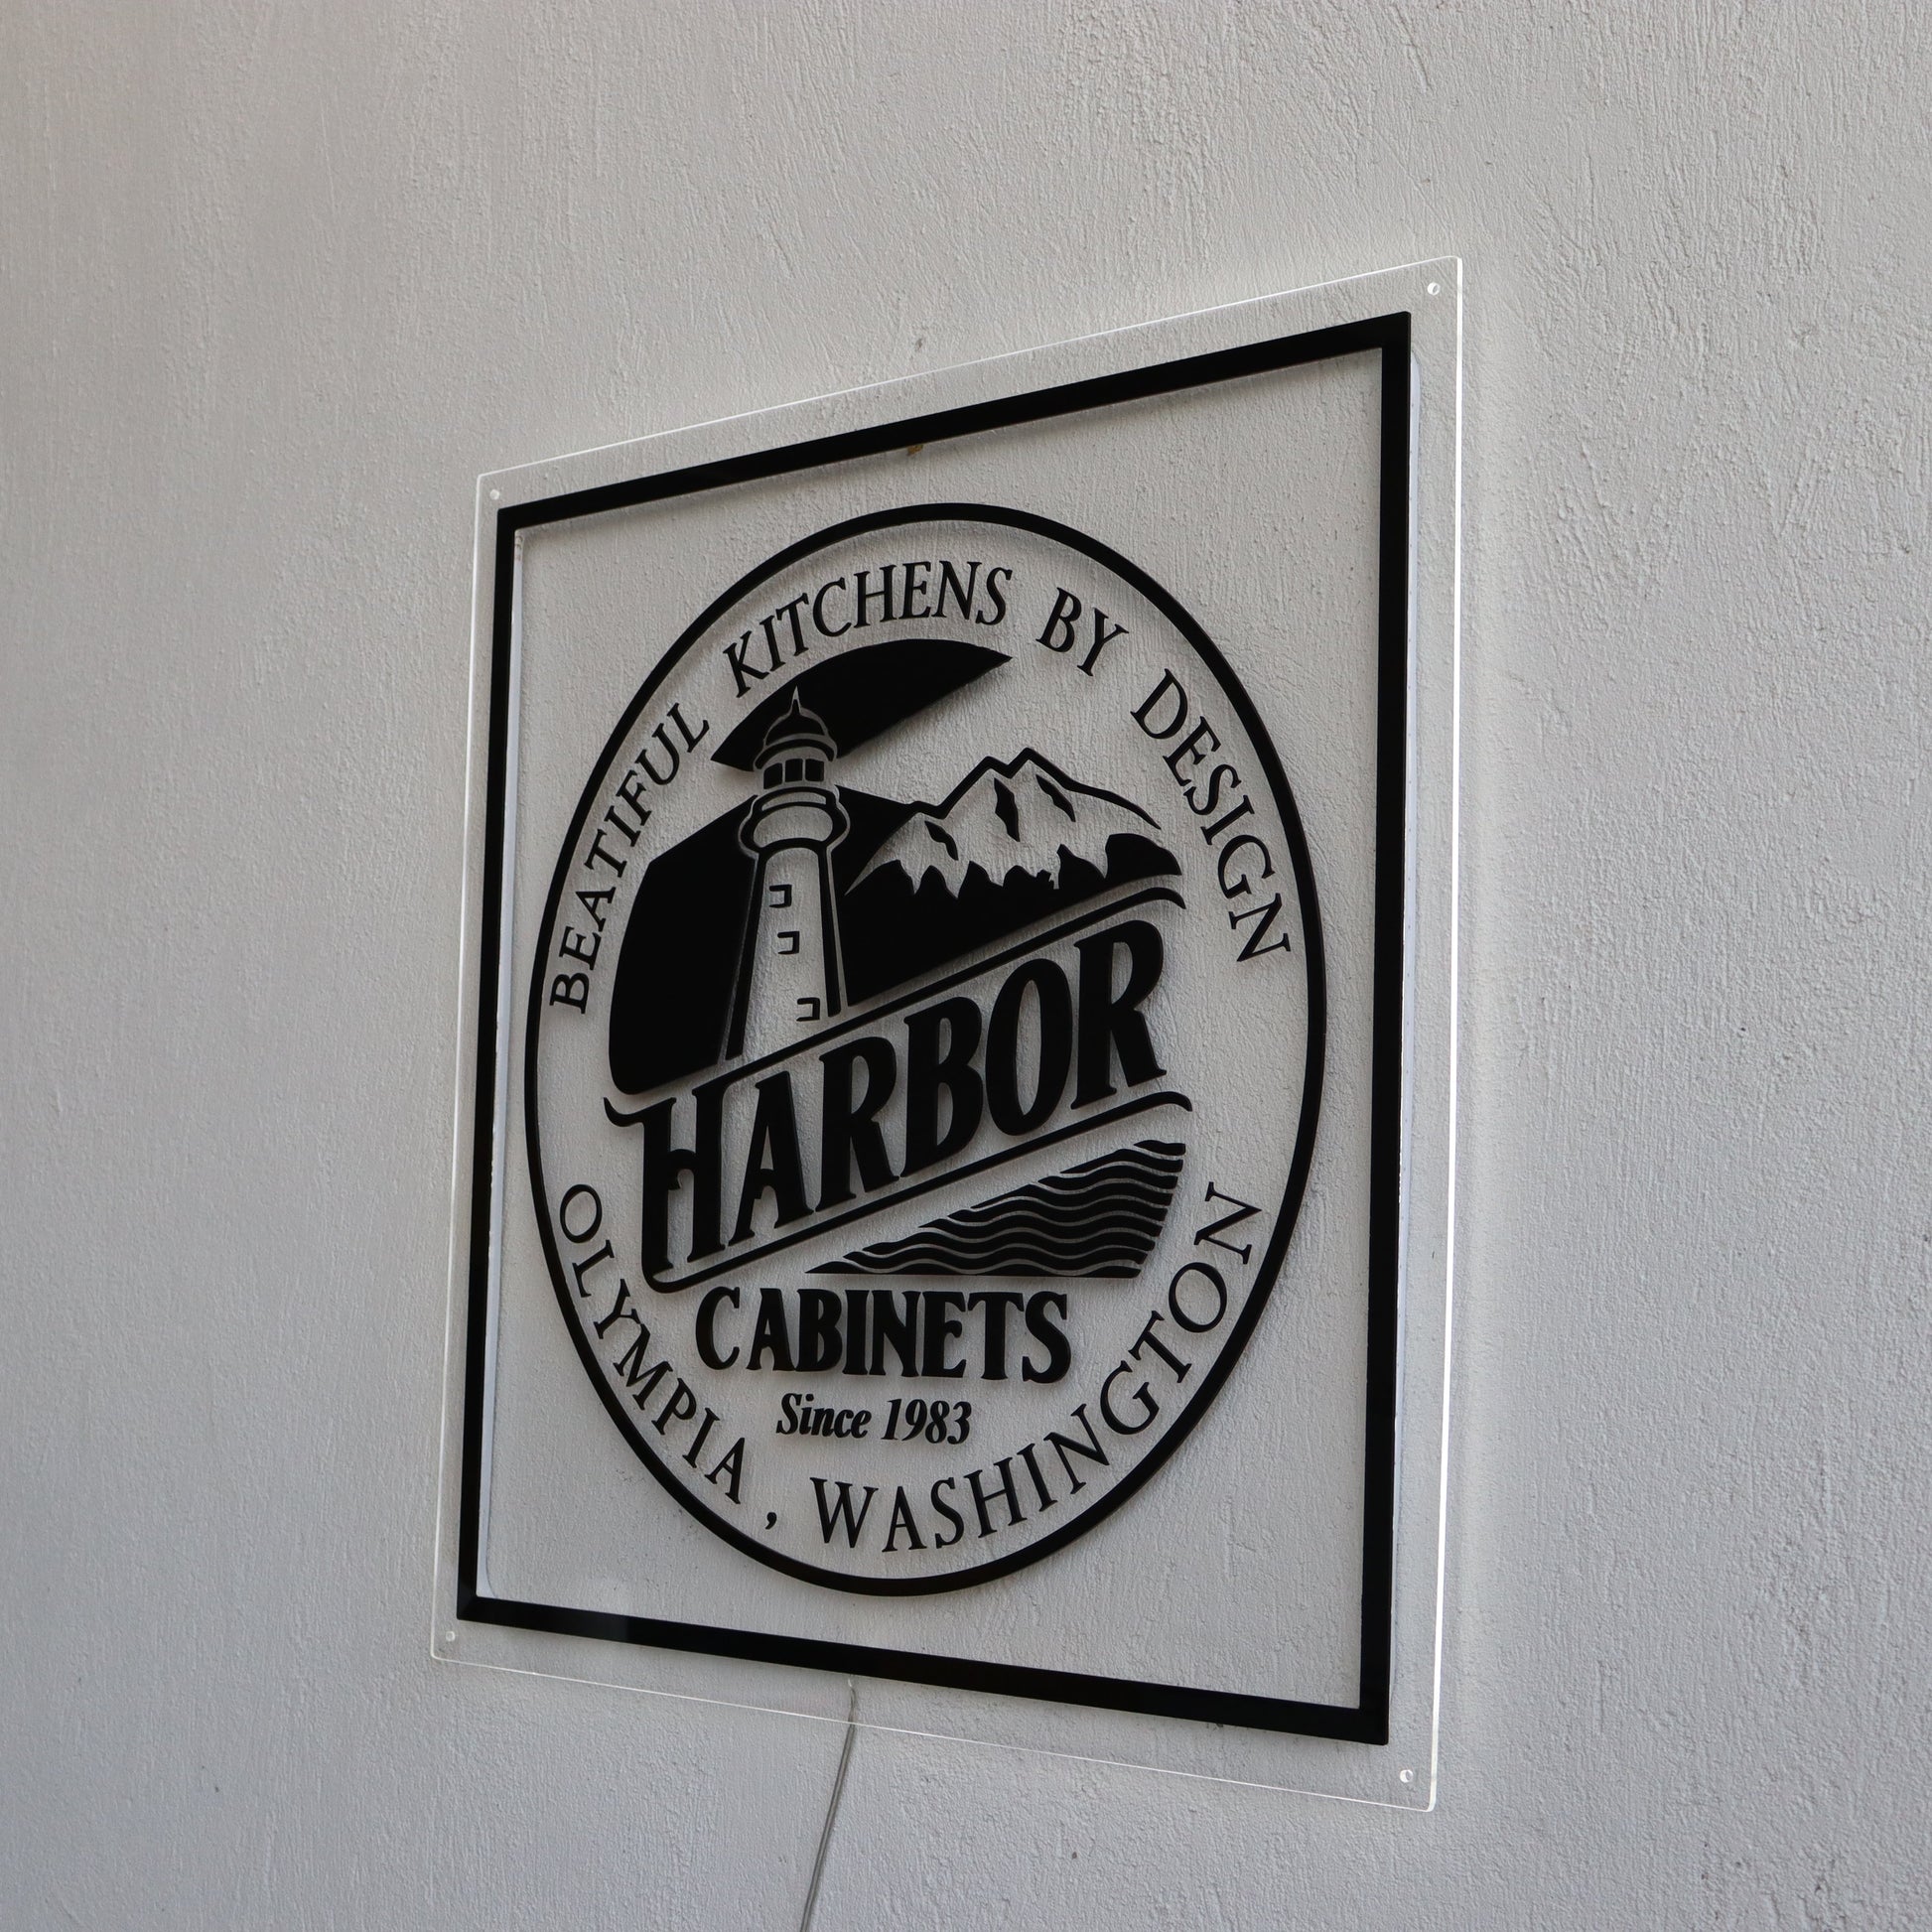 BEATIFUL KITCHENS BY DESIGN
HARBOR
CABINETS
Since 1983
OLYMPIA , WASHINGTON